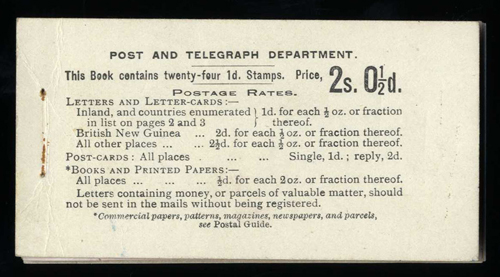 POST AND TELEGRAPH DEPARTMENT.
This Book contains twenty-four 1d. Stamps. Price, 2s. 0½d.
POSTAGE RATES.
LETTERS AND LETTER-CARDS:—
Inland, and countries enumerated } 1d. for each ½ oz. or fraction
in list on pages 2 and 3 } thereof.
British New Guinea ... 2d. for each ½ oz. or fraction thereof.
All other places ... 2½d. for each ½ oz. or fraction thereof.
POST-CARDS: All places ... ... ... Single, 1d.; reply, 2d.
*BOOKS AND PRINTED PAPERS:—
All places ... ... ½d. for each 2 oz. or fraction thereof.
Letters containing money, or parcels of valuable matter, should
not be sent in the mails without being registered.
*Commercial papers, patterns, magazines, newspapers, and parcels,
see Postal Guide.